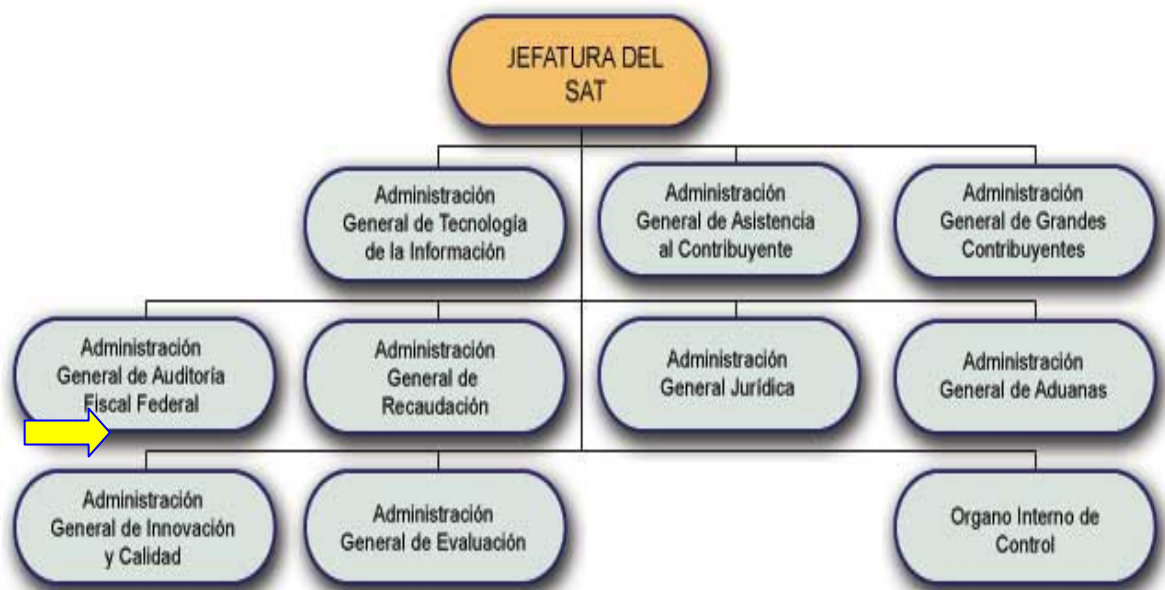 JEFATURA DEL
SAT
Administración
General de Tecnología
de la Información
Administración
General de Asistencia
al Contribuyente
Administración
General de Grandes
Contribuyentes
Administración
General de Auditoría
Fiscal Federal
Administración
General de
Recaudación
Administración
General Jurídica
Administración
General de Aduanas
Administración
General de Innovación
y Calidad
Administración
General de Evaluación
Organo Interno de
Control